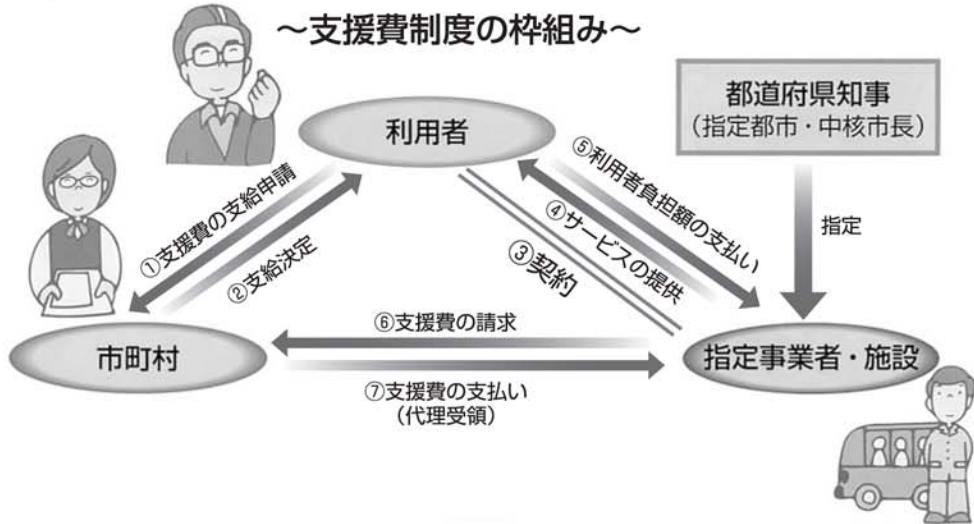 ～支援費制度の枠組み～
都道府県知事
（指定都市・中核市長）
利用者
⑤利用者負担額の支払い
④サービスの提供
③契約
指定
①支援費の支給申請
②支給決定
⑥支援費の請求
市町村
指定事業者・施設
⑦支援費の支払い
（代理受領）